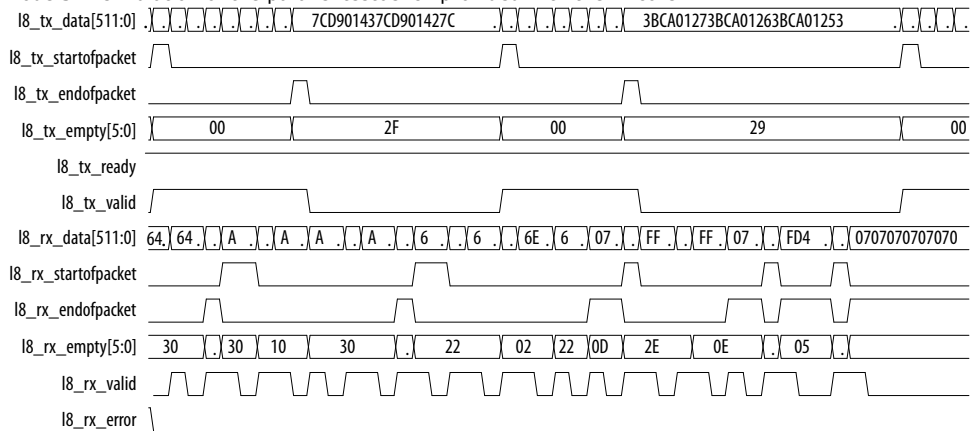 l8_tx_data[511:0] . . . . . . . . 7CD901437CD901427C . . . . . . . 3BCA01273BCA01263BCA01253 . . . . .
l8_tx_startofpacket
l8_tx_endofpacket
l8_tx_empty[5:0] 00 2F 00 29 00
l8_tx_ready
l8_tx_valid
l8_rx_data[511:0] 64. 64 . . A . . A . A . . A . . 6 . . 6 . . 6E . 6 . 07 . . FF . . FF . 07 . . FD4 . . 0707070707070
l8_rx_startofpacket
l8_rx_endofpacket
l8_rx_empty[5:0] 30 . 30 10 30 . 22 02 22 0D 2E 0E . 05 .
l8_rx_valid
l8_rx_error